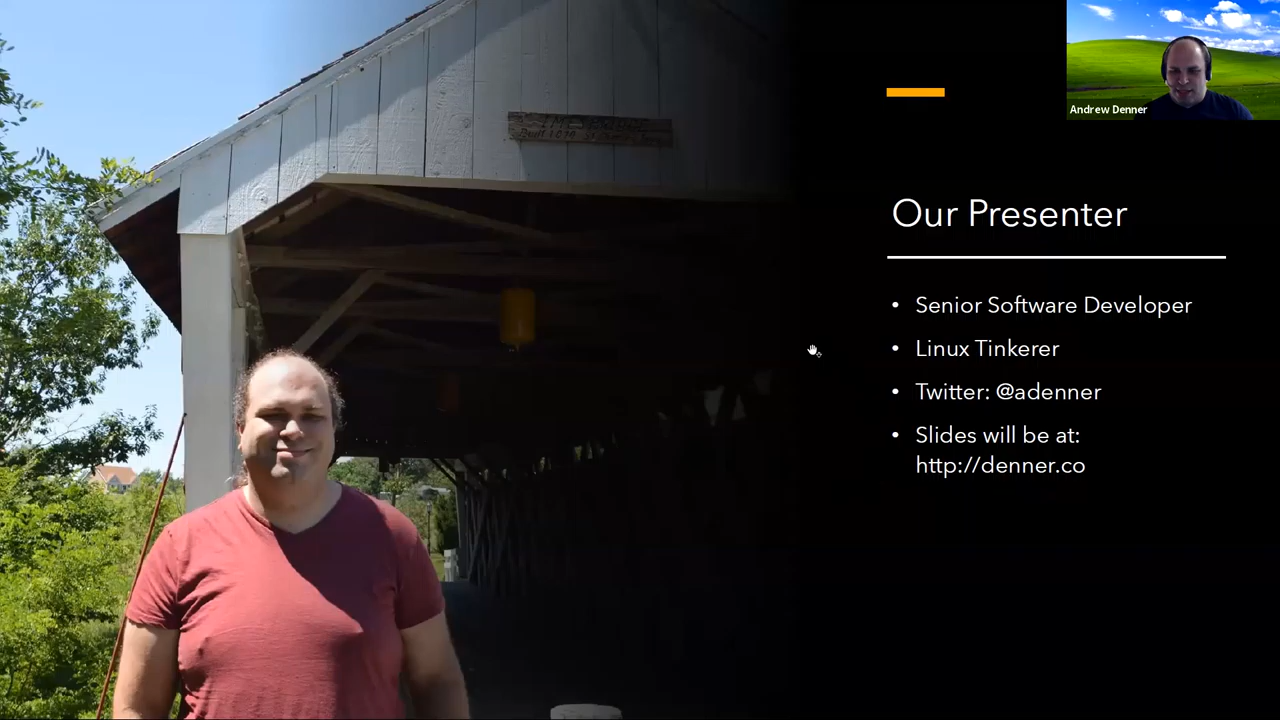 Andrew Denner
Our Presenter
• Senior Software Developer
• Linux Tinkerer
• Twitter: @adenner
• Slides will be at:
http://denner.co